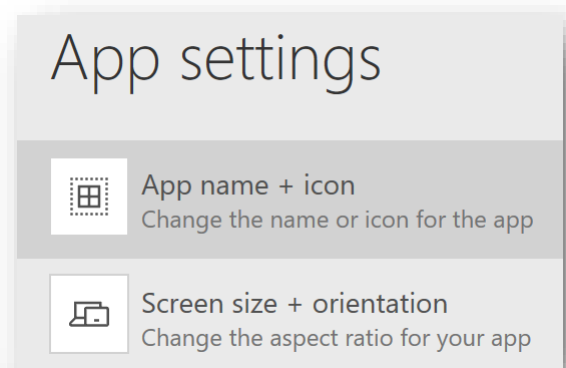 App settings
App name + icon
Change the name or icon for the app
Screen size + orientation
Change the aspect ratio for your app